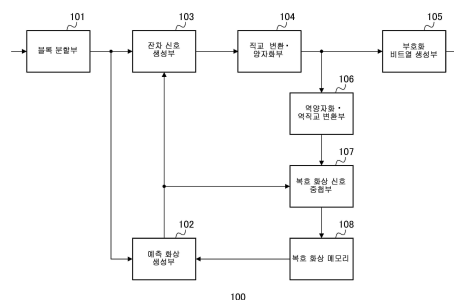 101
블록 분할부
103
잔차 신호
생성부
104
직교 변환·
양자화부
105
부호화
비트열 생성부
106
역양자화·
역직교 변환부
107
복호 화상 신호
중첩부
102
예측 화상
생성부
108
복호 화상 메모리
100